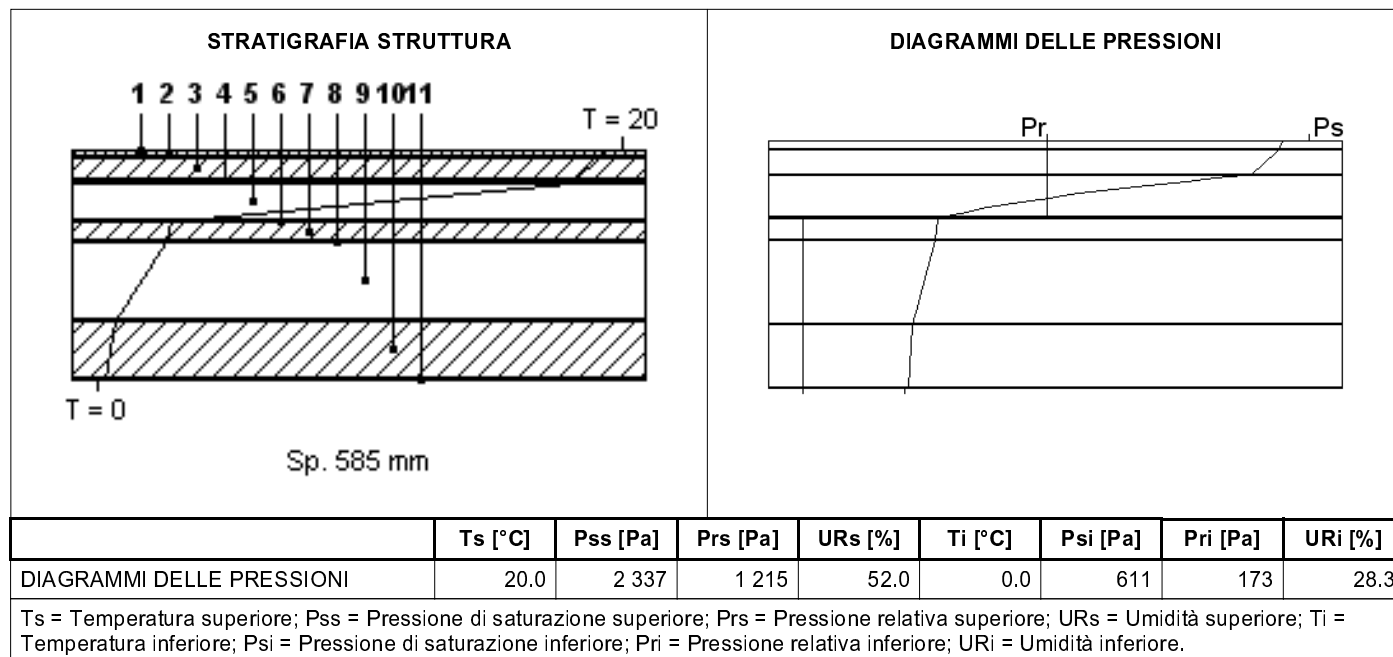 STRATIGRAFIA STRUTTURA
1 2 3 4 5 6 7 8 9 10 11
T = 20
T = 0
Sp. 585 mm
DIAGRAMMI DELLE PRESSIONI
Pr Ps
Ts [°C] Pss [Pa] Prs [Pa] URs [%] Ti [°C] Psi [Pa] Pri [Pa] URi [%]
DIAGRAMMI DELLE PRESSIONI 20.0 2 337 1 215 52.0 0.0 611 173 28.3
Ts = Temperatura superiore; Pss = Pressione di saturazione superiore; Prs = Pressione relativa superiore; URs = Umidità superiore; Ti =
Temperatura inferiore; Psi = Pressione di saturazione inferiore; Pri = Pressione relativa inferiore; URi = Umidità inferiore.